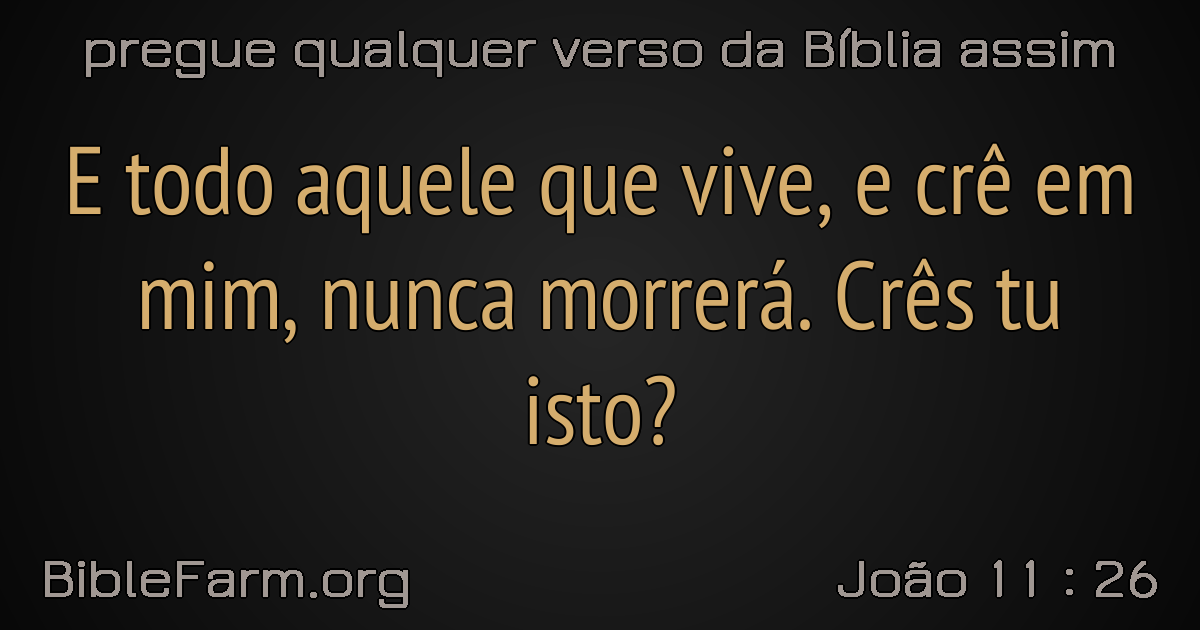 pregue qualquer verso da Bíblia assim
E todo aquele que vive, e crê em
mim, nunca morrerá. Crês tu
isto?
BibleFarm.org
João 11 : 26